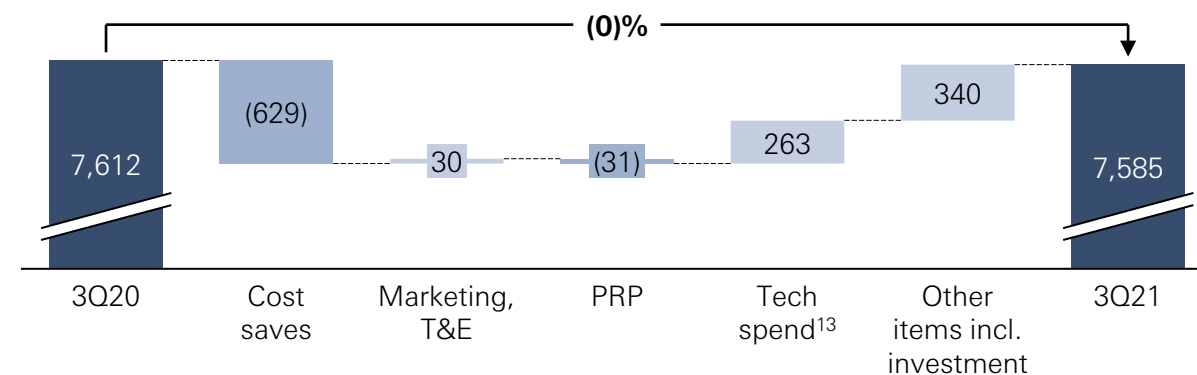 (0)%
7,612
(629)
30
(31)
263
340
7,585
3Q20
Cost
saves
Marketing,
T&E
PRP
Tech
spend13
Other
items incl.
investment
3Q21